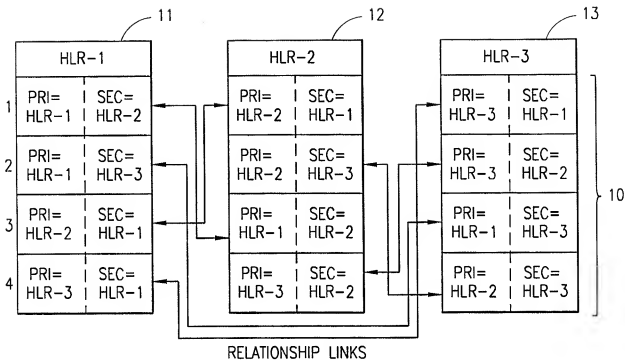 11
12
13
HLR-1
HLR-2
HLR-3
1
PRI=
HLR-1
SEC=
HLR-2
PRI=
HLR-2
SEC=
HLR-1
PRI=
HLR-3
SEC=
HLR-1
2
PRI=
HLR-1
SEC=
HLR-3
PRI=
HLR-2
SEC=
HLR-3
PRI=
HLR-3
SEC=
HLR-2
10
3
PRI=
HLR-2
SEC=
HLR-1
PRI=
HLR-1
SEC=
HLR-2
PRI=
HLR-1
SEC=
HLR-3
4
PRI=
HLR-3
SEC=
HLR-1
PRI=
HLR-3
SEC=
HLR-2
PRI=
HLR-2
SEC=
HLR-3
RELATIONSHIP LINKS